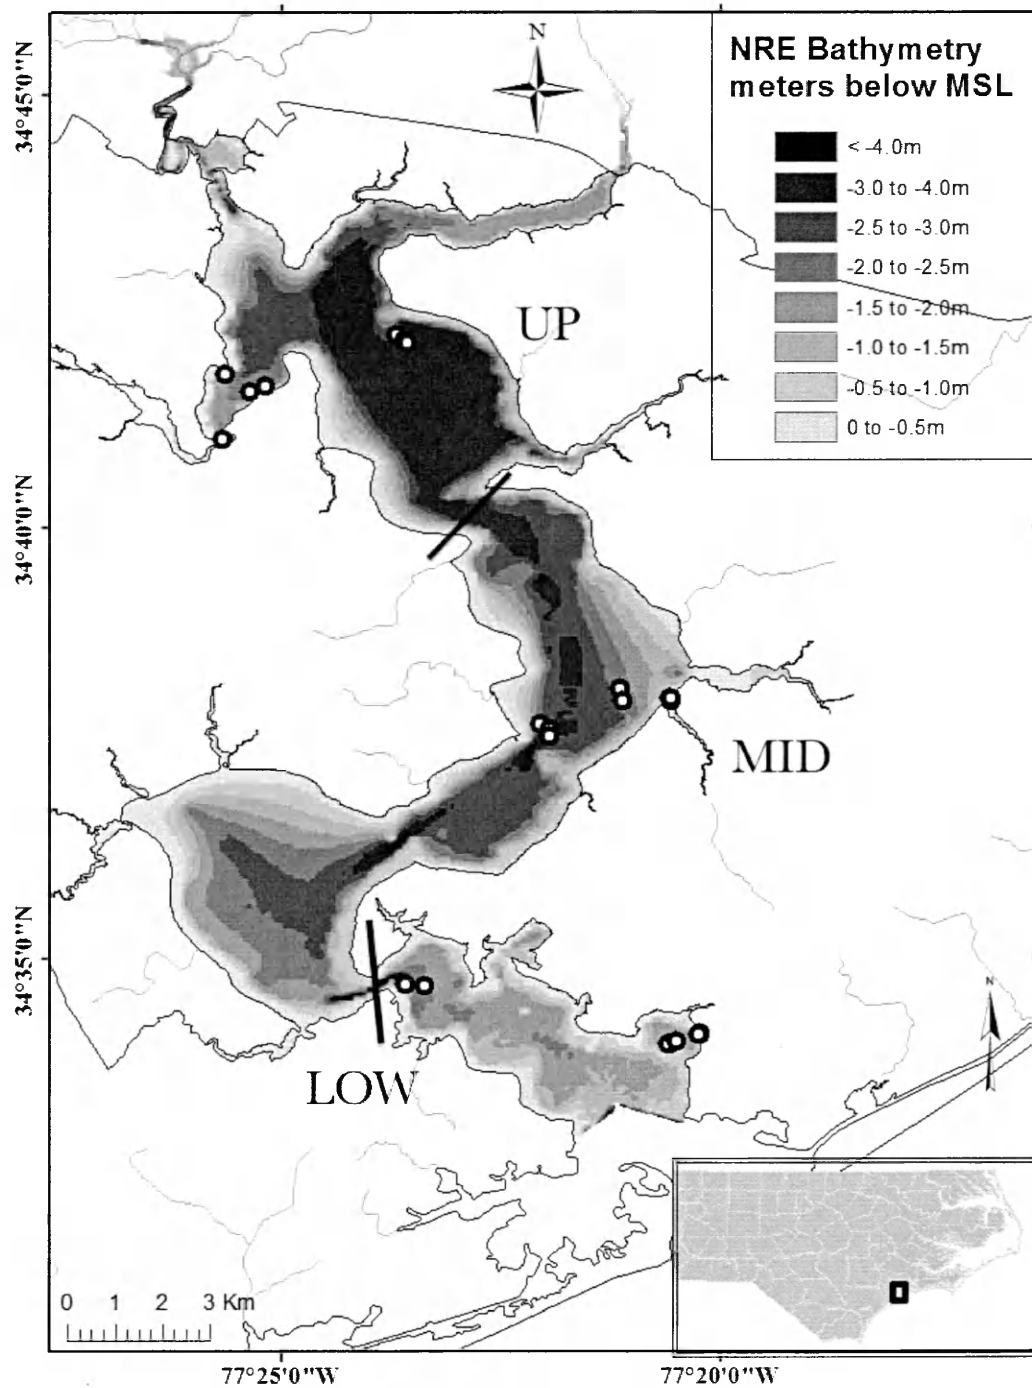 N
NRE Bathymetry
meters below MSL
< -4.0m
-3.0 to -4.0m
-2.5 to -3.0m
-2.0 to -2.5m
-1.5 to -2.0m
-1.0 to -1.5m
-0.5 to -1.0m
0 to -0.5m
34°45'0"N
UP
34°40'0"N
MID
34°35'0"N
N
LOW
0 1 2 3 Km
77°25'0"W
77°20'0"W